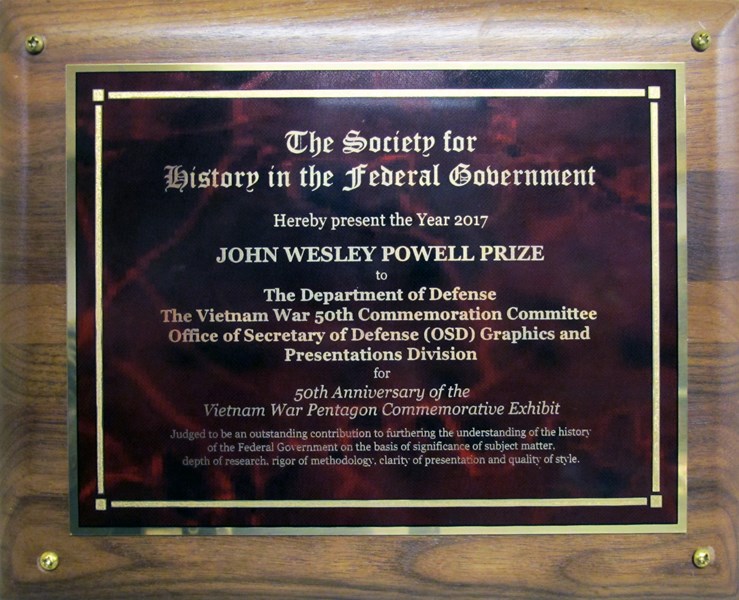 The Society for
History in the Federal Government
Hereby present the Year 2017
JOHN WESLEY POWELL PRIZE
to
The Department of Defense
The Vietnam War 50th Commemoration Committee
Office of Secretary of Defense (OSD) Graphics and
Presentations Division
for
50th Anniversary of the
Vietnam War Pentagon Commemorative Exhibit
Judged to be an outstanding contribution to furthering the understanding of the history
of the Federal Government on the basis of significance of subject matter,
depth of research, rigor of methodology, clarity of presentation and quality of style.